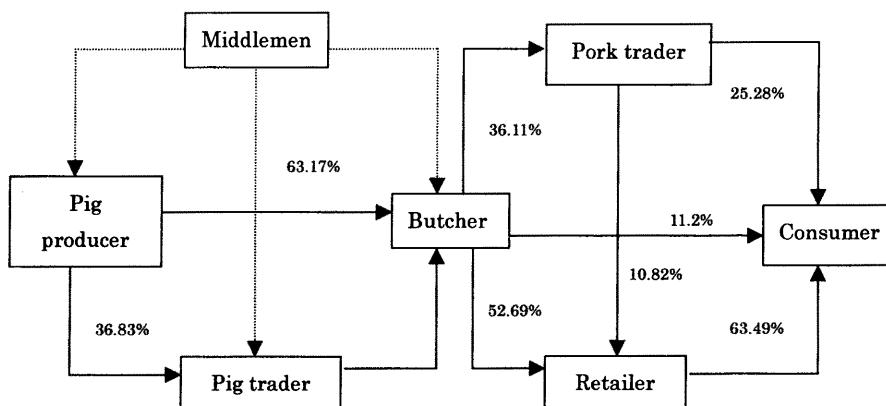 Middlemen
Pork trader
25.28%
36.11%
63.17%
Pig
producer
Butcher
11.2%
Consumer
10.82%
52.69%
36.83%
63.49%
Pig trader
Retailer